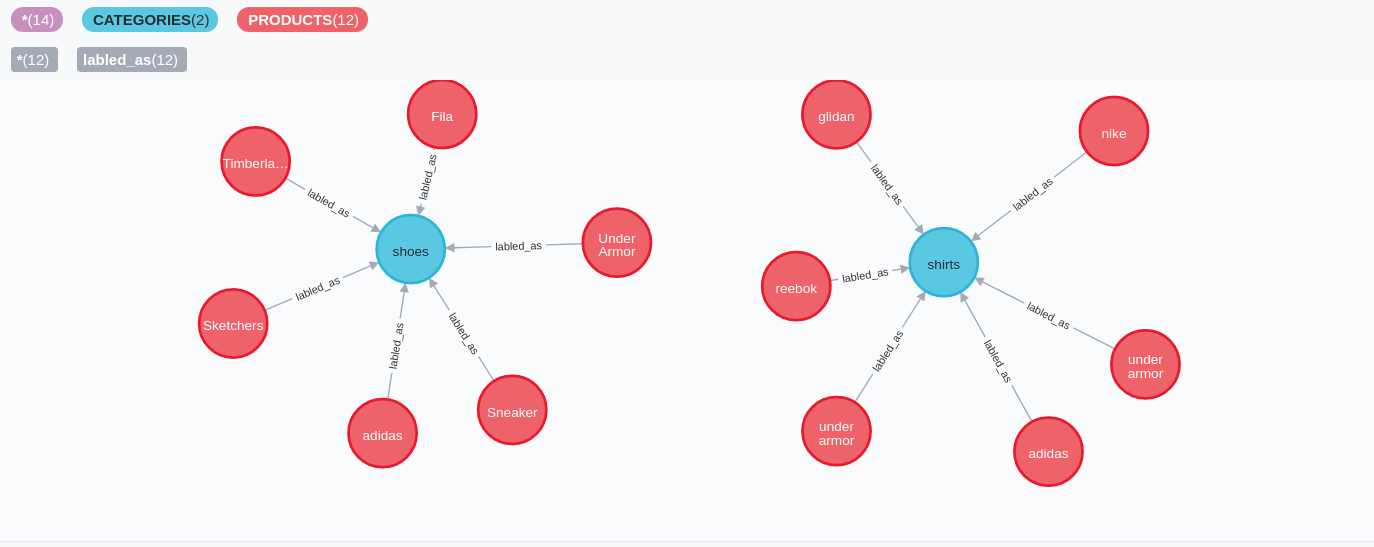 *(14) CATEGORIES(2) PRODUCTS(12)
*(12) labled_as(12)
Fila
Timberla...
labled_as
labled_as
shoes
Under
Armor
labled_as
Sketchers
labled_as
labled_as
labled_as
adidas
Sneaker
glidan
nike
labled_as
labled_as
shirts
reebok
labled_as
labled_as
under
armor
labled_as
labled_as
under
armor
adidas